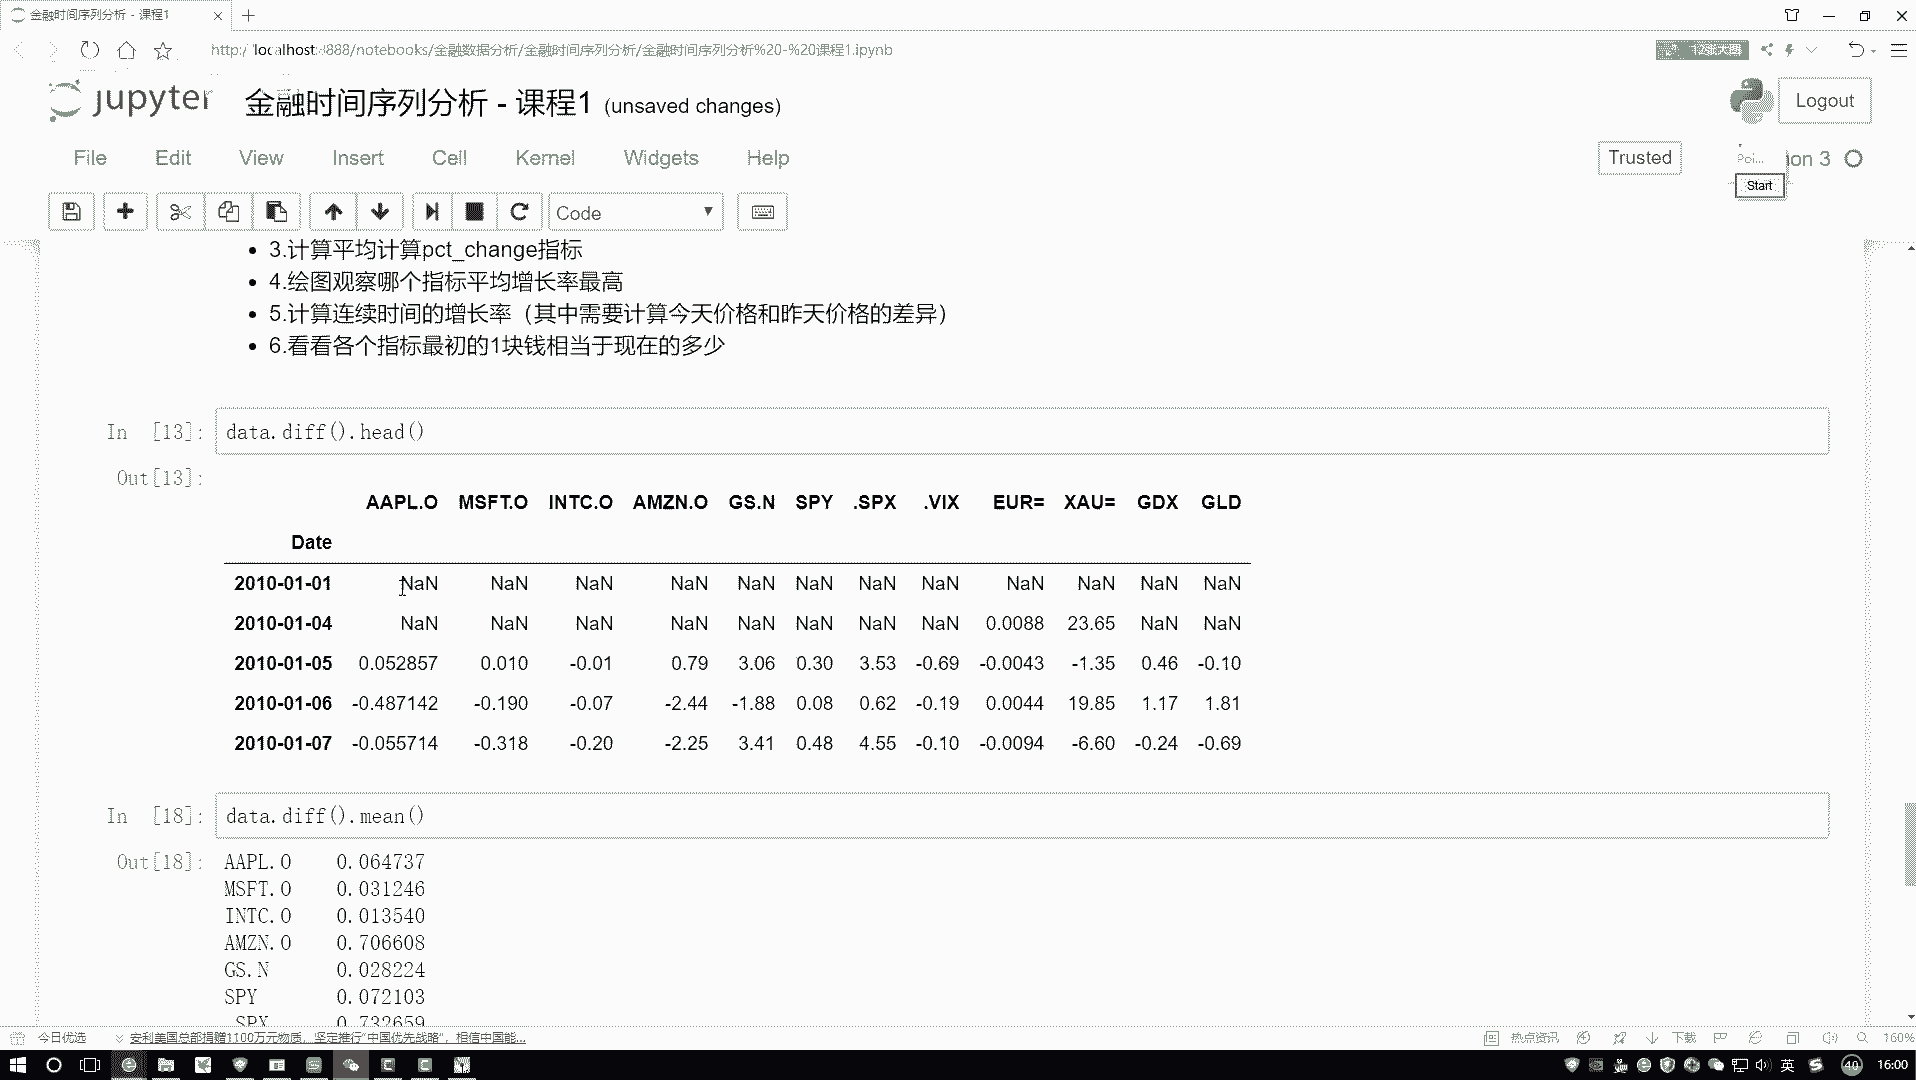 金融时间序列分析 - 课程1
http://localhost:8888/notebooks/金融数据分析/金融时间序列分析/金融时间序列分析%20-%20课程1.ipynb
jupyter 金融时间序列分析 - 课程1 (unsaved changes)
Logout
File Edit View Insert Cell Kernel Widgets Help
Trusted
Poi... on 3
Start
Code
3.计算平均计算pct_change指标
4.绘图观察哪个指标平均增长率最高
5.计算连续时间的增长率（其中需要计算今天价格和昨天价格的差异）
6.看看各个指标最初的1块钱相当于现在的多少
In [13]: data.diff().head()
Out[13]:
AAPL.O MSFT.O INTC.O AMZN.O GS.N SPY .SPX .VIX EUR= XAU= GDX GLD
Date
2010-01-01 NaN NaN NaN NaN NaN NaN NaN NaN NaN NaN NaN NaN
2010-01-04 NaN NaN NaN NaN NaN NaN NaN NaN 0.0088 23.65 NaN NaN
2010-01-05 0.052857 0.010 -0.01 0.79 3.06 0.30 3.53 -0.69 -0.0043 -1.35 0.46 -0.10
2010-01-06 -0.487142 -0.190 -0.07 -2.44 -1.88 0.08 0.62 -0.19 0.0044 19.85 1.17 1.81
2010-01-07 -0.055714 -0.318 -0.20 -2.25 3.41 0.48 4.55 -0.10 -0.0094 -6.60 -0.24 -0.69
In [18]: data.diff().mean()
Out[18]:
AAPL.O 0.064737
MSFT.O 0.031246
INTC.O 0.013540
AMZN.O 0.706608
GS.N 0.028224
SPY 0.072103
.SPX 0.732659
今日优选 安利美国总部捐赠1100万元物质，坚定推行“中国优先战略”，相信中国能... 热点资讯 下载 160%
英 40 16:00